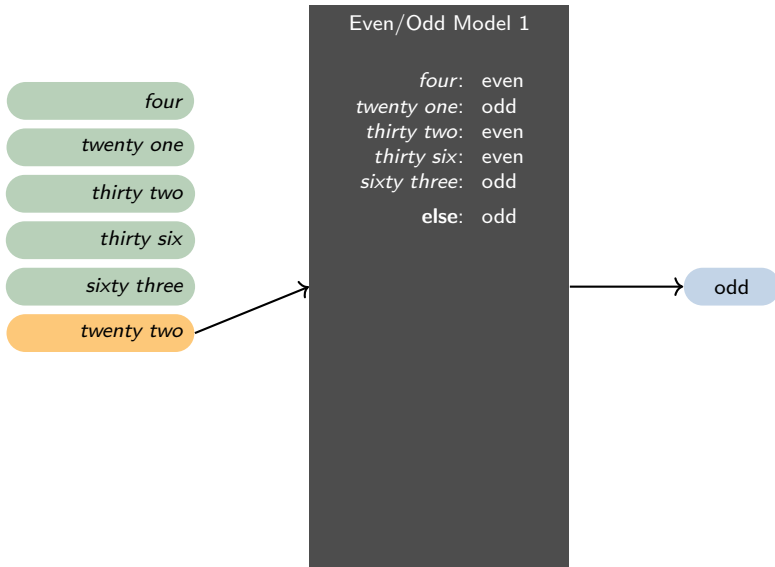 Even/Odd Model 1
four
twenty one
thirty two
thirty six
sixty three
twenty two
four: even
twenty one: odd
thirty two: even
thirty six: even
sixty three: odd
else: odd
odd